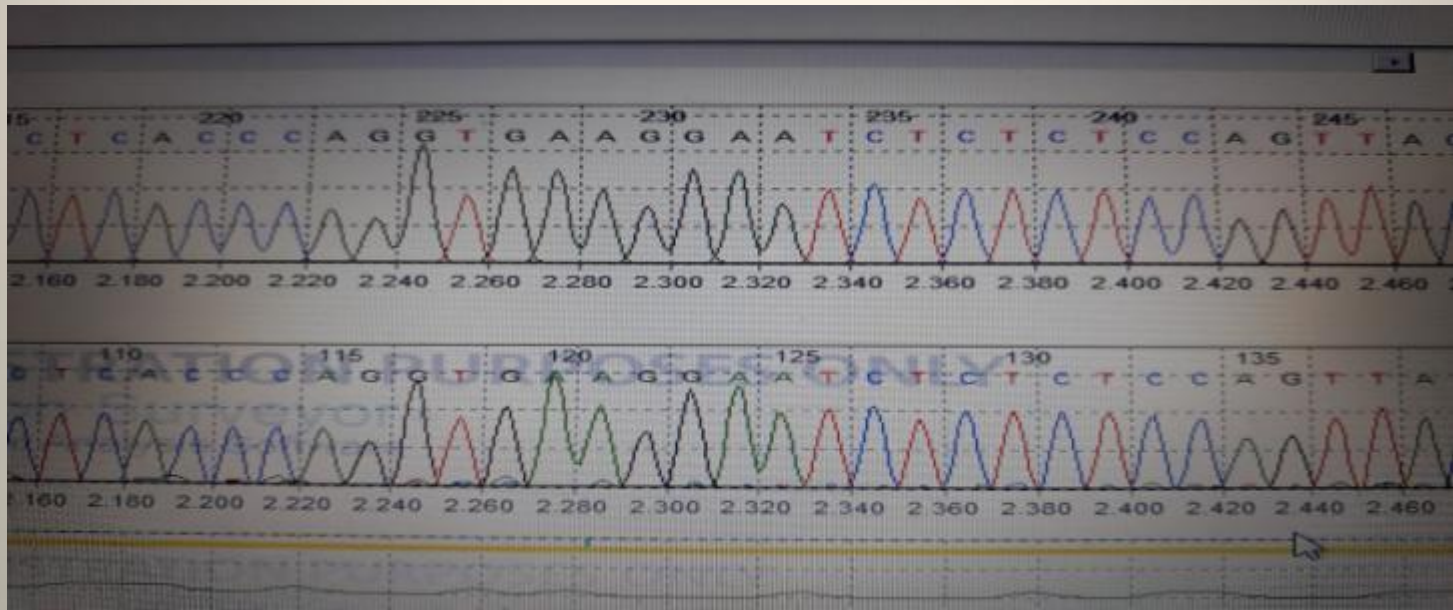 220 225 230 235 240 245
C T C A C C C A G G T G A A G G A A T C T C T C T C C A G T T A
2.160 2.180 2.200 2.220 2.240 2.260 2.280 2.300 2.320 2.340 2.360 2.380 2.400 2.420 2.440 2.460
110 115 120 125 130 135
STRATION PURPOSES ONLY
C T C A C C C A G G T G A A G G A A T C T C T C T C C A G T T A
Surveyor
2.160 2.180 2.200 2.220 2.240 2.260 2.280 2.300 2.320 2.340 2.360 2.380 2.400 2.420 2.440 2.460